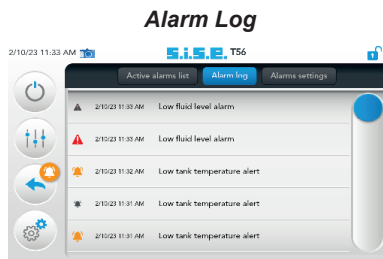 Alarm Log
2/10/23 11:33 AM
s.i.s.e. T56
Active alarms list
Alarm log
Alarms settings
2/10/23 11:33 AM Low fluid level alarm
2/10/23 11:33 AM Low fluid level alarm
2/10/23 11:32 AM Low tank temperature alert
2/10/23 11:31 AM Low tank temperature alert
2/10/23 11:31 AM Low tank temperature alert